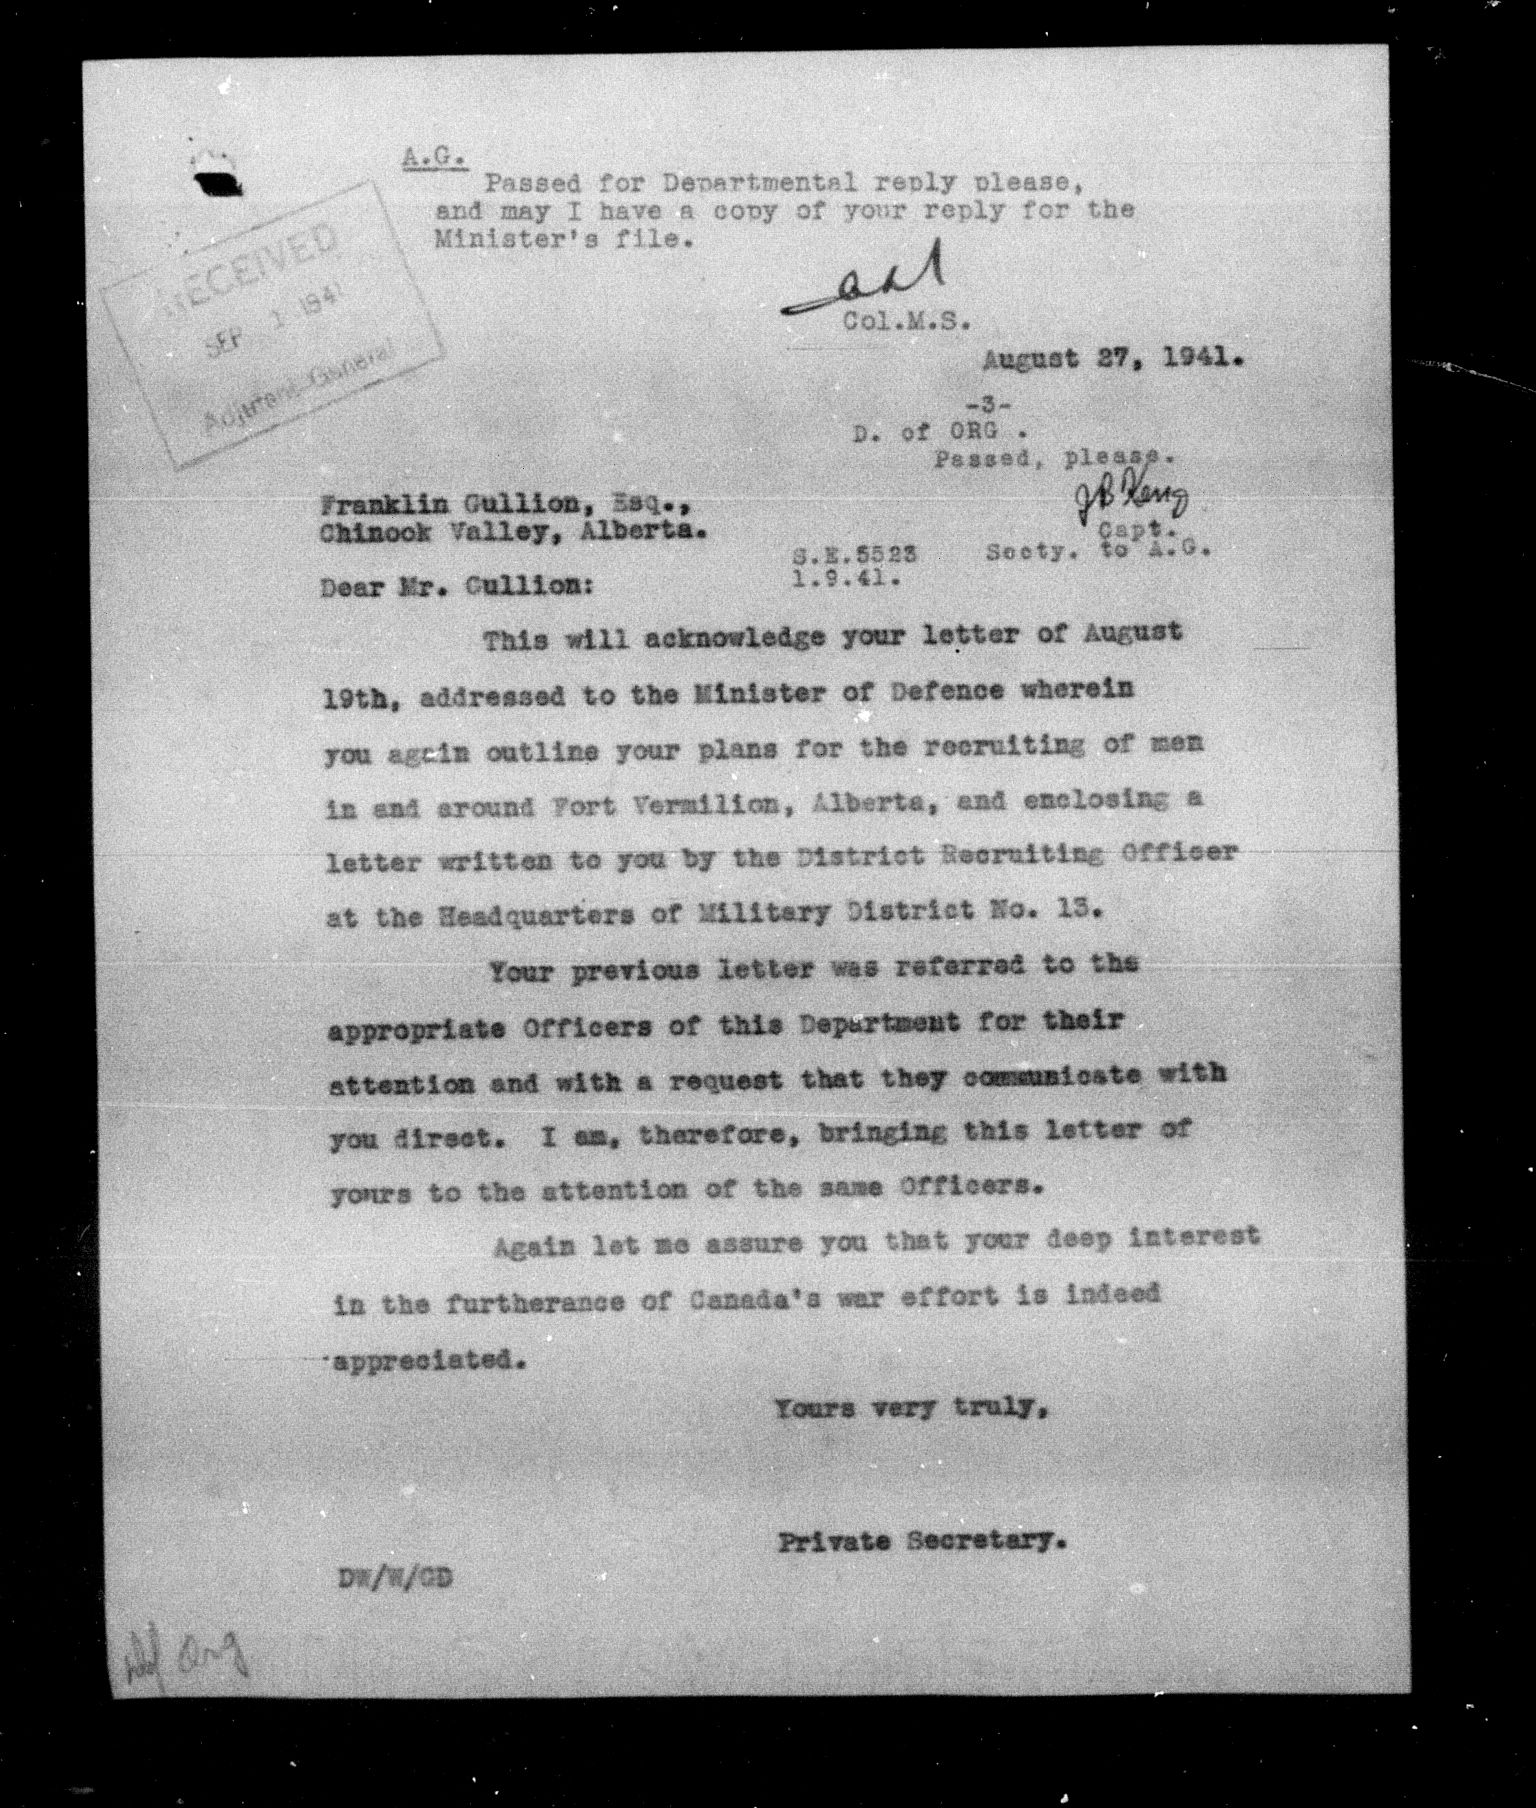 A.G.
Passed for Departmental reply please,
and may I have a copy of your reply for the
Minister's file.
Col.M.S.
RECEIVED
SEP 1 1941
Adjutant General
August 27, 1941.
-3-
D. of ORG .
Passed, please.
Franklin Gullion, Esq.,
Chinook Valley, Alberta.
J B
Capt.
S.E.5523 Secty. to A.G.
1.9.41.
Dear Mr. Gullion:
This will acknowledge your letter of August
19th, addressed to the Minister of Defence wherein
you again outline your plans for the recruiting of men
in and around Fort Vermilion, Alberta, and enclosing a
letter written to you by the District Recruiting Officer
at the Headquarters of Military District No. 13.
Your previous letter was referred to the
appropriate Officers of this Department for their
attention and with a request that they communicate with
you direct. I am, therefore, bringing this letter of
yours to the attention of the same Officers.
Again let me assure you that your deep interest
in the furtherance of Canada's war effort is indeed
appreciated.
Yours very truly,
Private Secretary.
DW/W/GD
Org